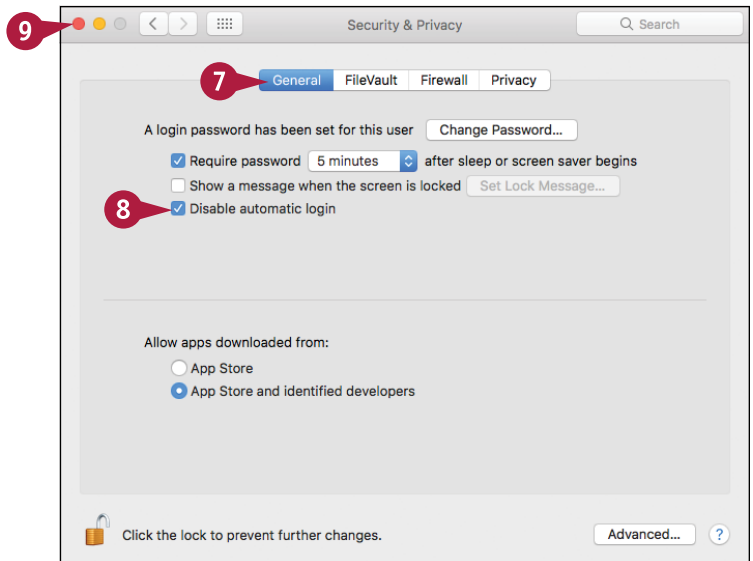 9
Security & Privacy
Search
7
General FileVault Firewall Privacy
A login password has been set for this user Change Password...
Require password 5 minutes after sleep or screen saver begins
Show a message when the screen is locked Set Lock Message...
8
Disable automatic login
Allow apps downloaded from:
App Store
App Store and identified developers
Click the lock to prevent further changes. Advanced... ?